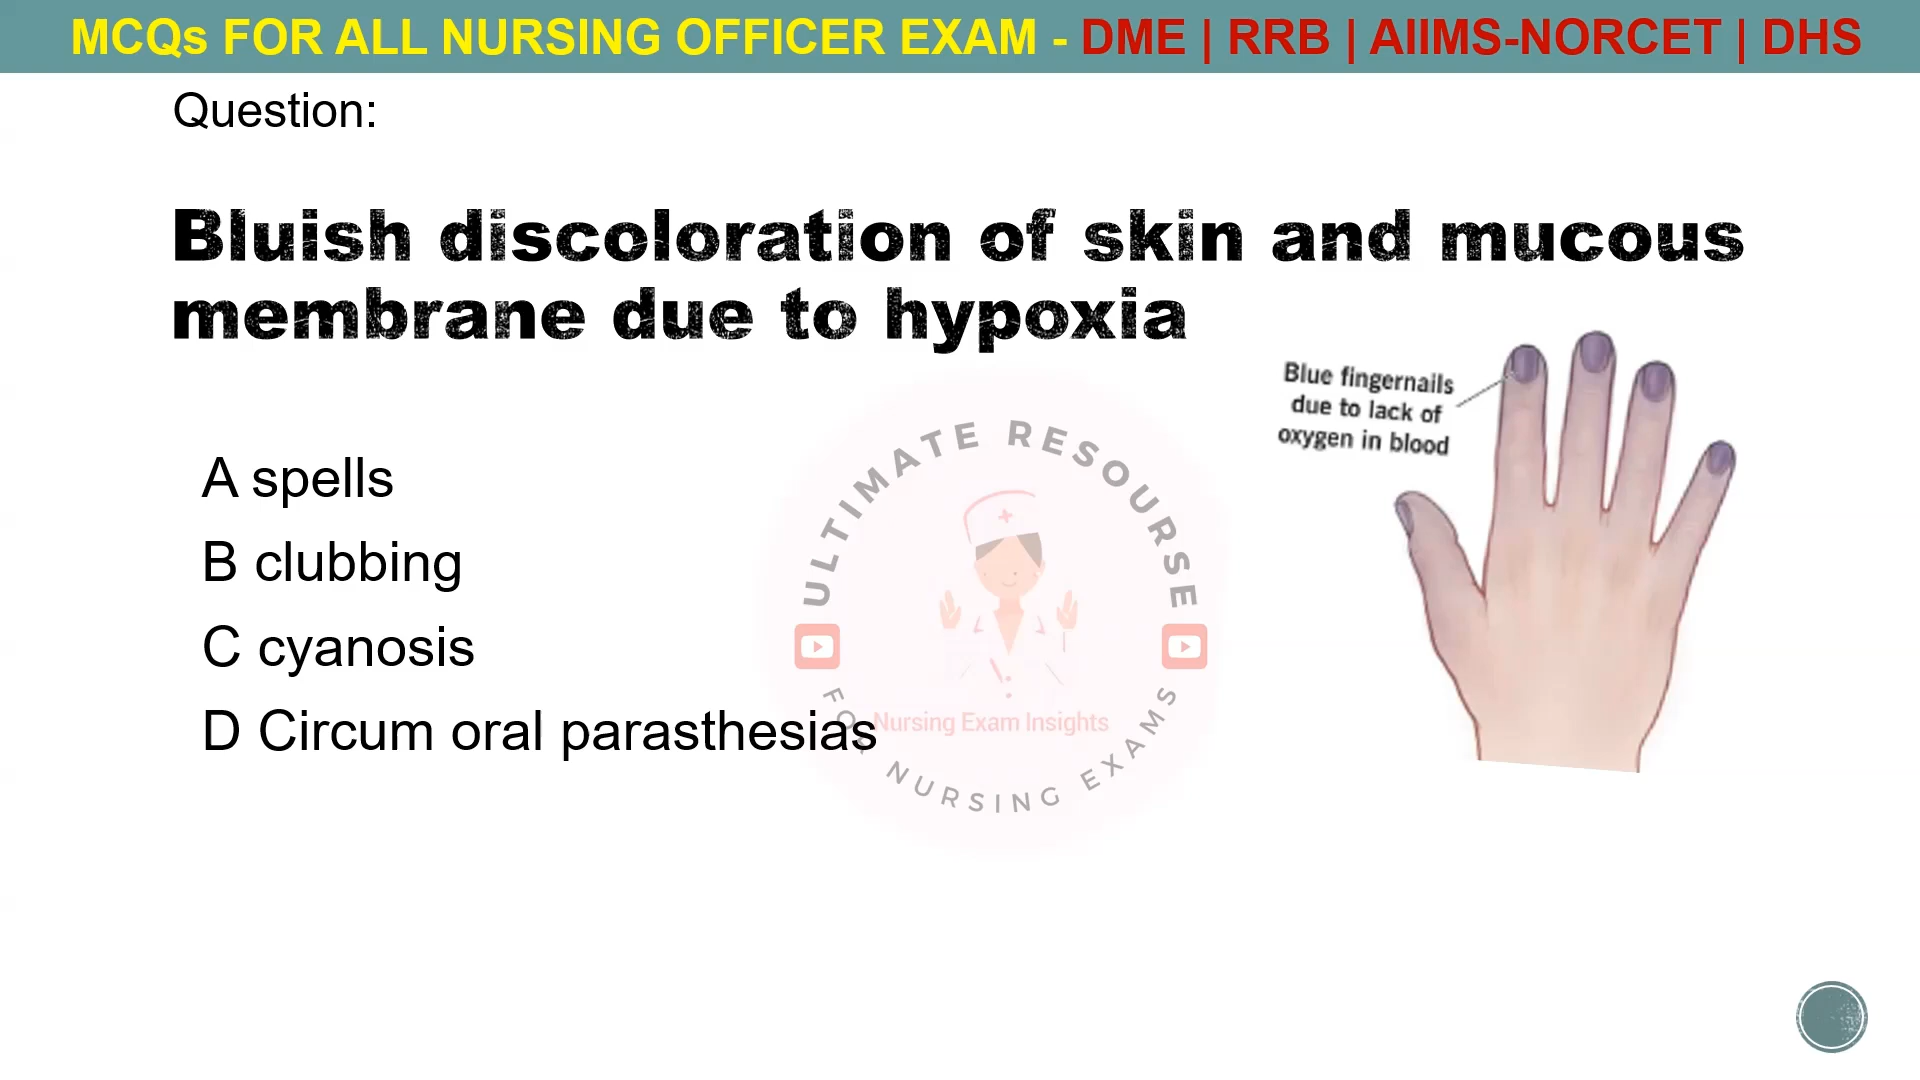 MCQs FOR ALL NURSING OFFICER EXAM - DME | RRB | AIIMS-NORCET | DHS
Question:
Bluish discoloration of skin and mucous
membrane due to hypoxia
Blue fingernails
due to lack of
oxygen in blood
A spells
B clubbing
C cyanosis
D Circum oral parasthesias
ULTIMATE RESOURSE
Nursing Exam Insights
FOR NURSING EXAMS